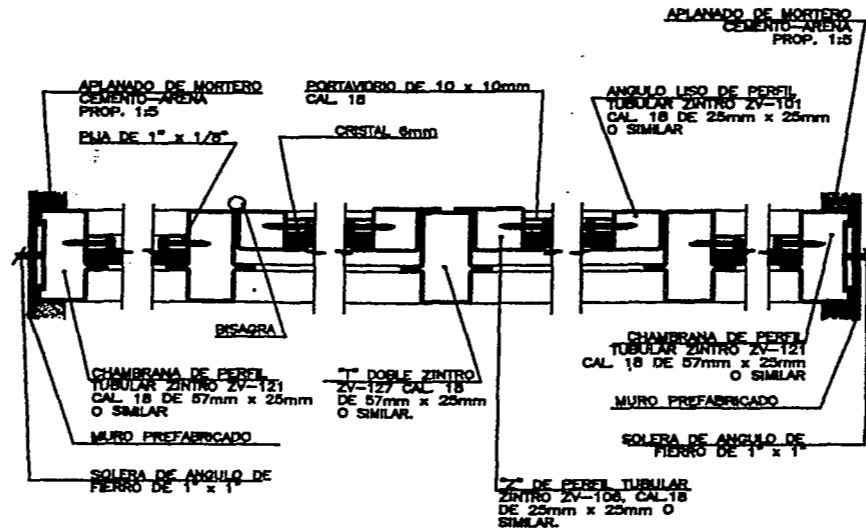 APLANADO DE MORTERO
CEMENTO-ARENA
PROP. 1:5
APLANADO DE MORTERO
CEMENTO-ARENA
PROP. 1:5
PIJA DE 1" x 1/8"
PORTAVIDRIO DE 10 x 10mm
CAL. 18
CRISTAL 6mm
ANGULO LISO DE PERFIL
TUBULAR ZINTRO ZV-101
CAL. 18 DE 25mm x 25mm
O SIMILAR
BISAGRA
CHAMBRANA DE PERFIL
TUBULAR ZINTRO ZV-121
CAL. 18 DE 57mm x 25mm
O SIMILAR
MURO PREFABRICADO
SOLERA DE ANGULO DE
FIERRO DE 1" x 1"
"T" DOBLE ZINTRO
ZV-127 CAL. 18
DE 57mm x 25mm
O SIMILAR.
"Z" DE PERFIL TUBULAR
ZINTRO ZV-106, CAL.18
DE 25mm x 25mm O
SIMILAR.
CHAMBRANA DE PERFIL
TUBULAR ZINTRO ZV-121
CAL. 18 DE 57mm x 25mm
O SIMILAR
MURO PREFABRICADO
SOLERA DE ANGULO DE
FIERRO DE 1" x 1"